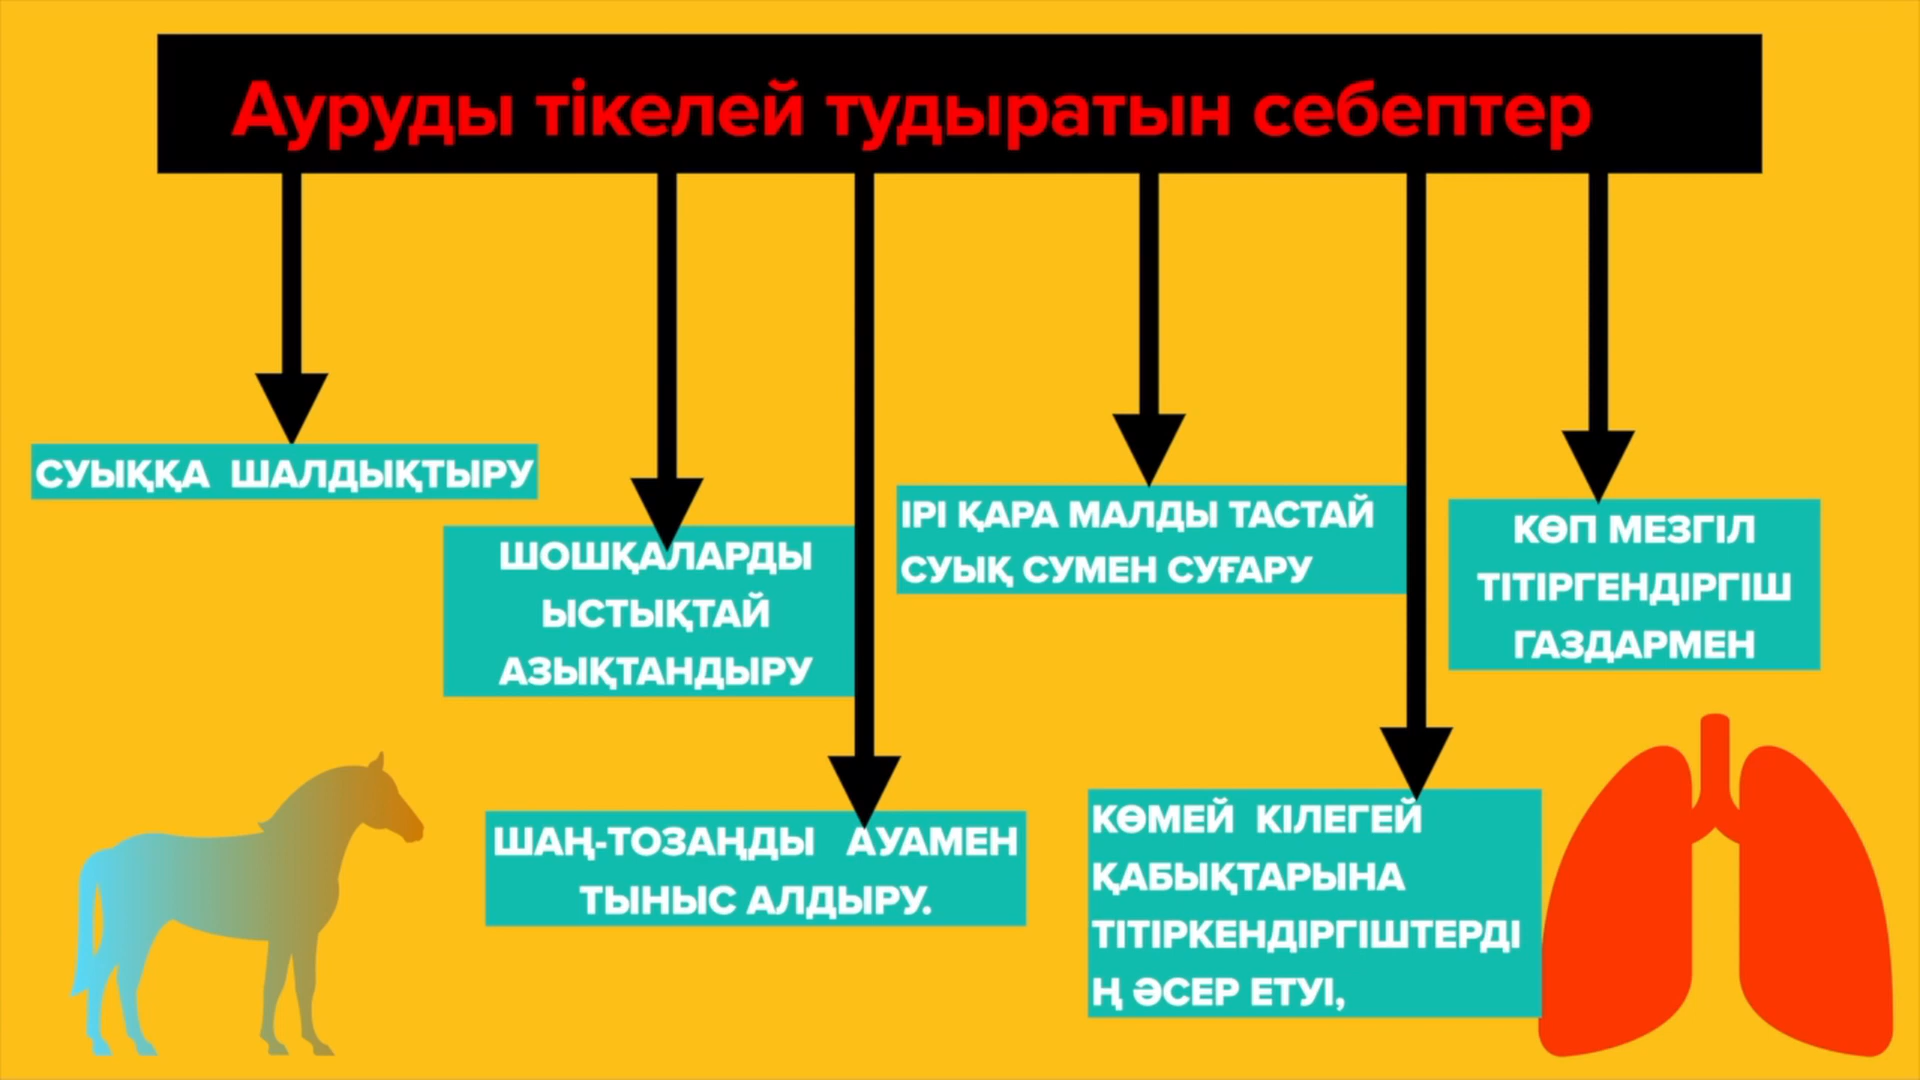 Ауруды тікелей тудыратын себептер
СУЫҚҚА ШАЛДЫҚТЫРУ
ШОШҚАЛАРДЫ
ЫСТЫҚТАЙ
АЗЫҚТАНДЫРУ
ШАҢ-ТОЗАҢДЫ АУАМЕН
ТЫНЫС АЛДЫРУ.
ІРІ ҚАРА МАЛДЫ ТАСТАЙ
СУЫҚ СУМЕН СУҒАРУ
КӨМЕЙ КІЛЕГЕЙ
ҚАБЫҚТАРЫНА
ТІТІРКЕНДІРГІШТЕРДІ
Ң ӘСЕР ЕТУІ,
КӨП МЕЗГІЛ
ТІТІРГЕНДІРГІШ
ГАЗДАРМЕН